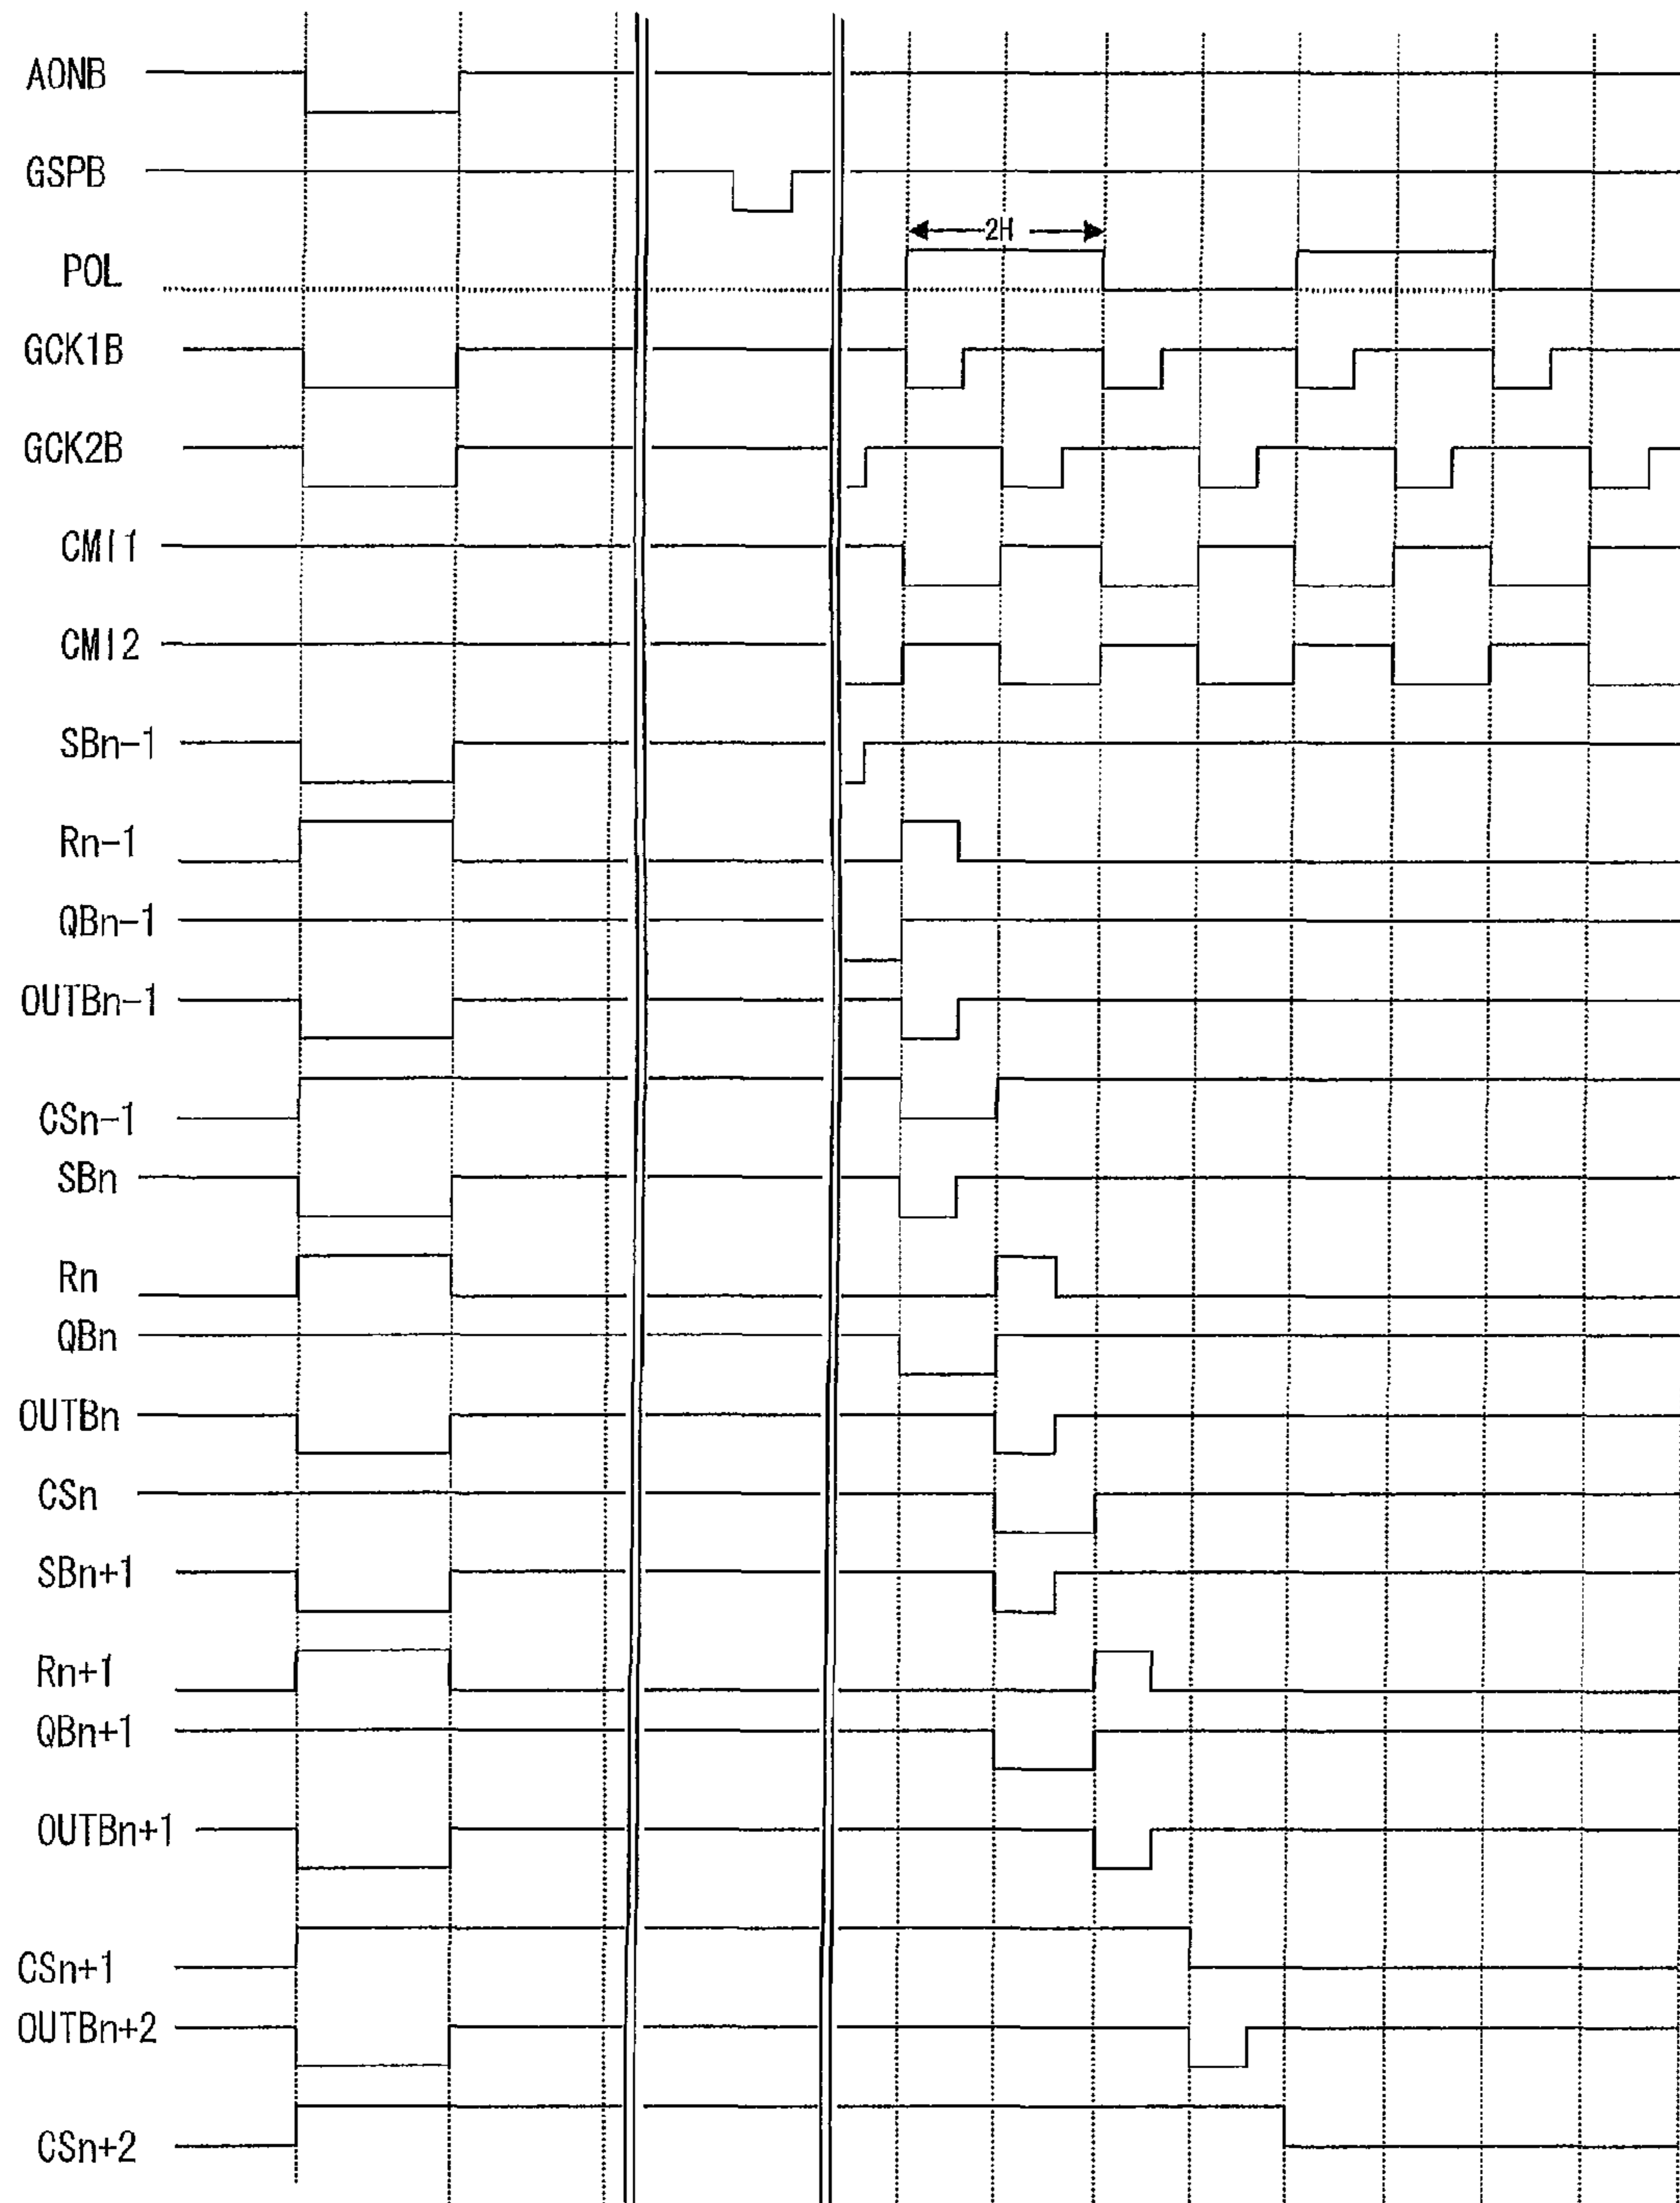 AONB
GSPB
2H
POL
GCK1B
GCK2B
CMI1
CMI2
SBn-1
Rn-1
QBn-1
OUTBn-1
CSn-1
SBn
Rn
QBn
OUTBn
CSn
SBn+1
Rn+1
QBn+1
OUTBn+1
CSn+1
OUTBn+2
CSn+2